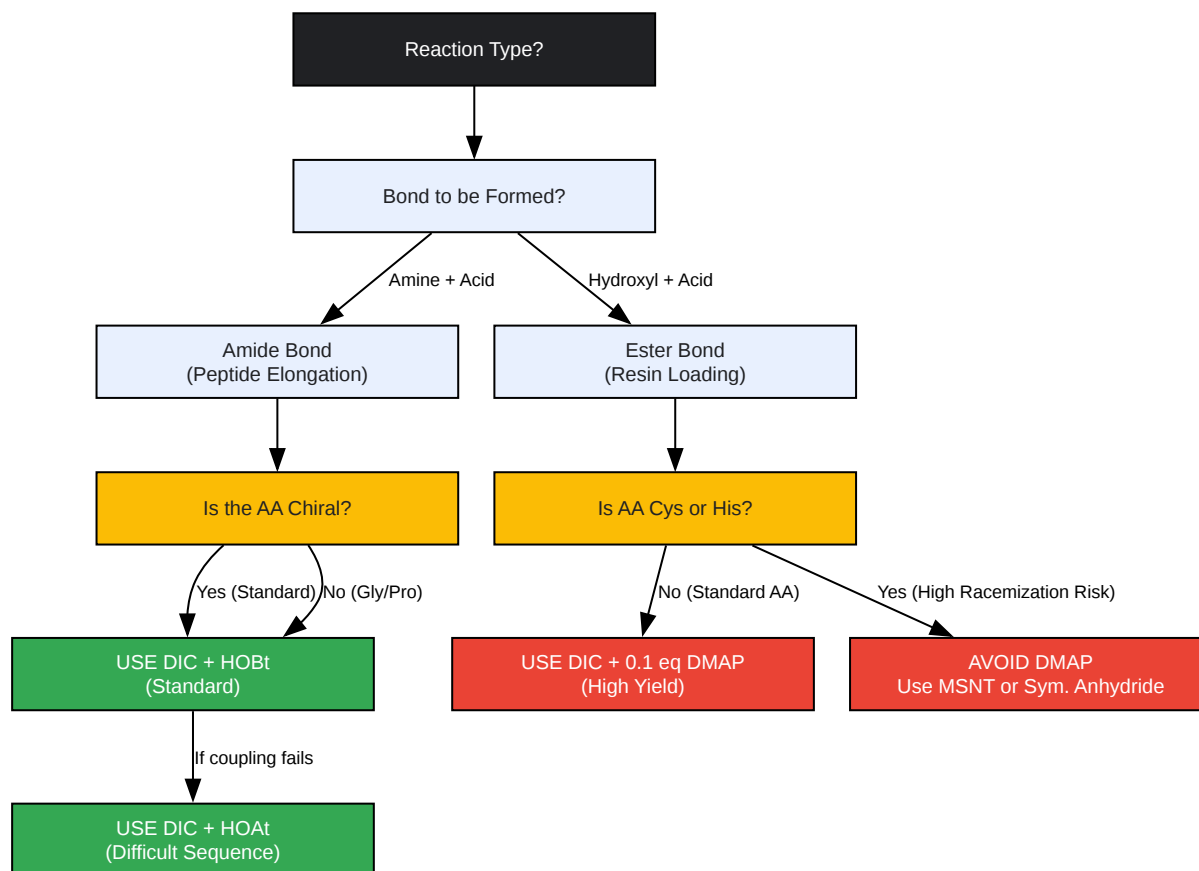 Reaction Type?
Bond to be Formed?
Amine + Acid
Hydroxyl + Acid
Amide Bond
(Peptide Elongation)
Ester Bond
(Resin Loading)
Is the AA Chiral?
Is AA Cys or His?
Yes (Standard)
No (Gly/Pro)
No (Standard AA)
Yes (High Racemization Risk)
USE DIC + HOBt
(Standard)
USE DIC + 0.1 eq DMAP
(High Yield)
AVOID DMAP
Use MSNT or Sym. Anhydride
If coupling fails
USE DIC + HOAt
(Difficult Sequence)